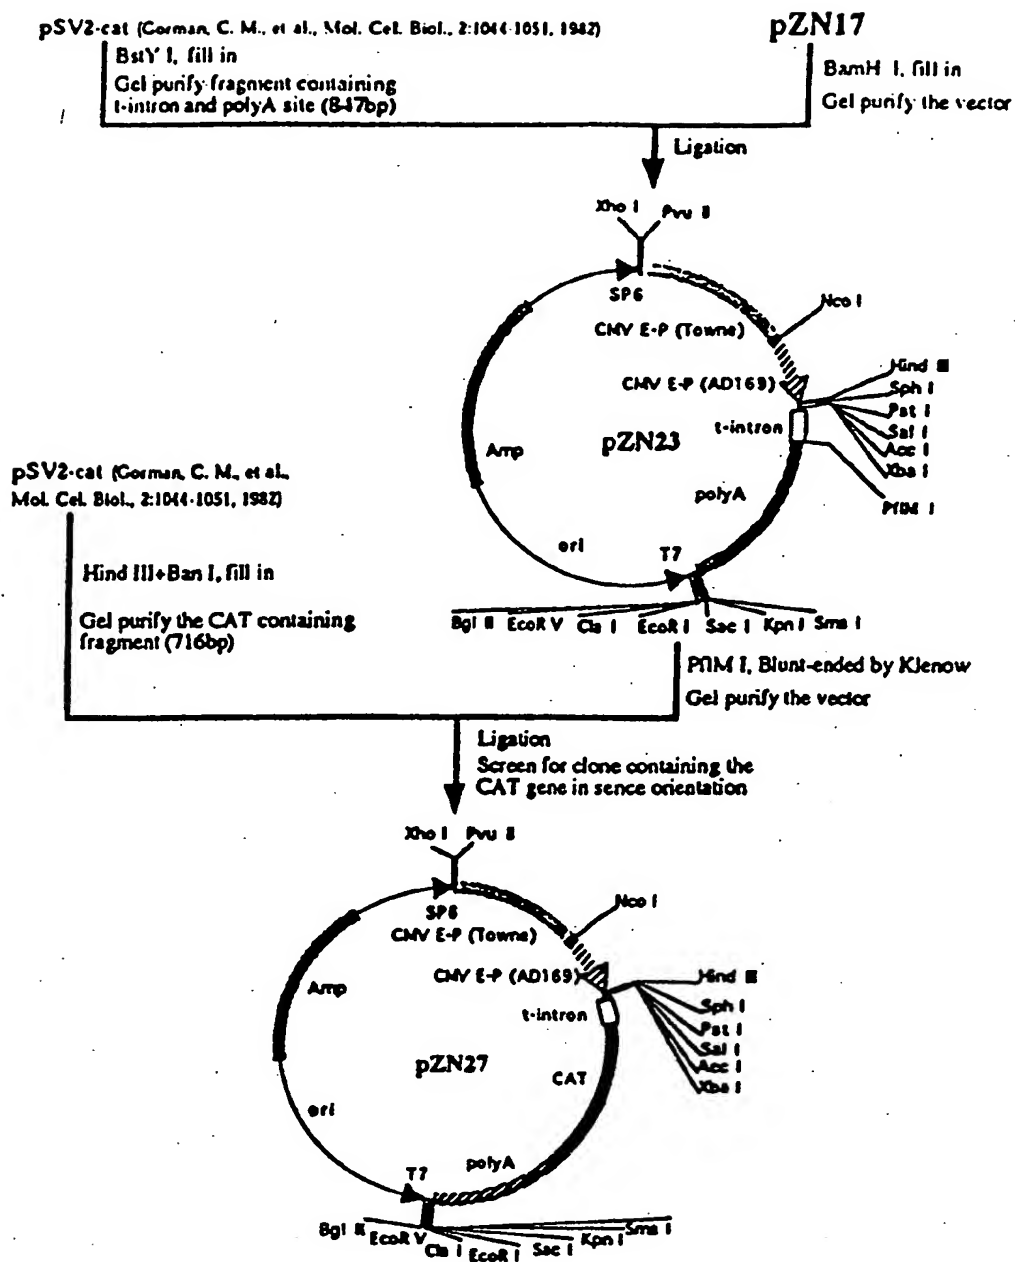 pSV2-cat (Gorman, C. M., et al., Mol. Cel. Biol., 2:1044-1051, 1982)
pZN17
BstY I, fill in
Gel purify fragment containing
t-intron and polyA site (847bp)
BamH I, fill in
Gel purify the vector
Ligation
Xho I
Pvu II
SP6
CMV E-P (Towne)
Nco I
CMV E-P (AD169)
Hind III
Sph I
Pst I
Sal I
Acc I
Xba I
t-intron
pZN23
Amp
PflM I
polyA
ori
T7
Bgl II
EcoR V
Cla I
EcoR I
Sac I
Kpn I
Sma I
pSV2-cat (Gorman, C. M., et al.,
Mol. Cel. Biol., 2:1044-1051, 1982)
Hind III+Ban I, fill in
Gel purify the CAT containing
fragment (716bp)
PflM I, Blunt-ended by Klenow
Gel purify the vector
Ligation
Screen for clone containing the
CAT gene in sence orientation
Xho I
Pvu II
SP6
CMV E-P (Towne)
Nco I
CMV E-P (AD169)
Hind III
Sph I
Pst I
Sal I
Acc I
Xba I
t-intron
Amp
pZN27
CAT
ori
polyA
T7
Bgl II
EcoR V
Cla I
EcoR I
Sac I
Kpn I
Sma I